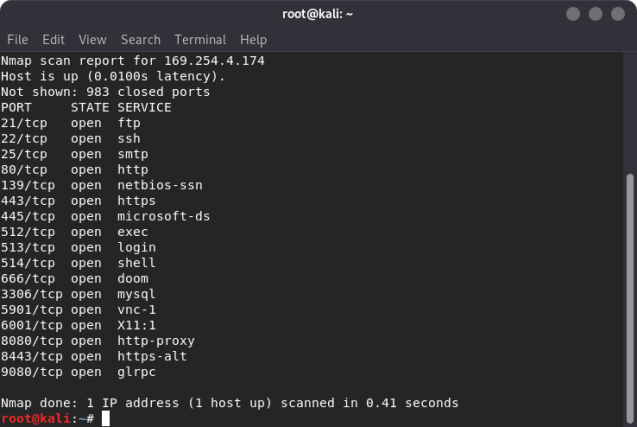 root@kali: ~
File Edit View Search Terminal Help
Nmap scan report for 169.254.4.174
Host is up (0.0100s latency).
Not shown: 983 closed ports
PORT     STATE SERVICE
21/tcp   open  ftp
22/tcp   open  ssh
25/tcp   open  smtp
80/tcp   open  http
139/tcp  open  netbios-ssn
443/tcp  open  https
445/tcp  open  microsoft-ds
512/tcp  open  exec
513/tcp  open  login
514/tcp  open  shell
666/tcp  open  doom
3306/tcp open  mysql
5901/tcp open  vnc-1
6001/tcp open  X11:1
8080/tcp open  http-proxy
8443/tcp open  https-alt
9080/tcp open  glrpc
Nmap done: 1 IP address (1 host up) scanned in 0.41 seconds
root@kali:~#